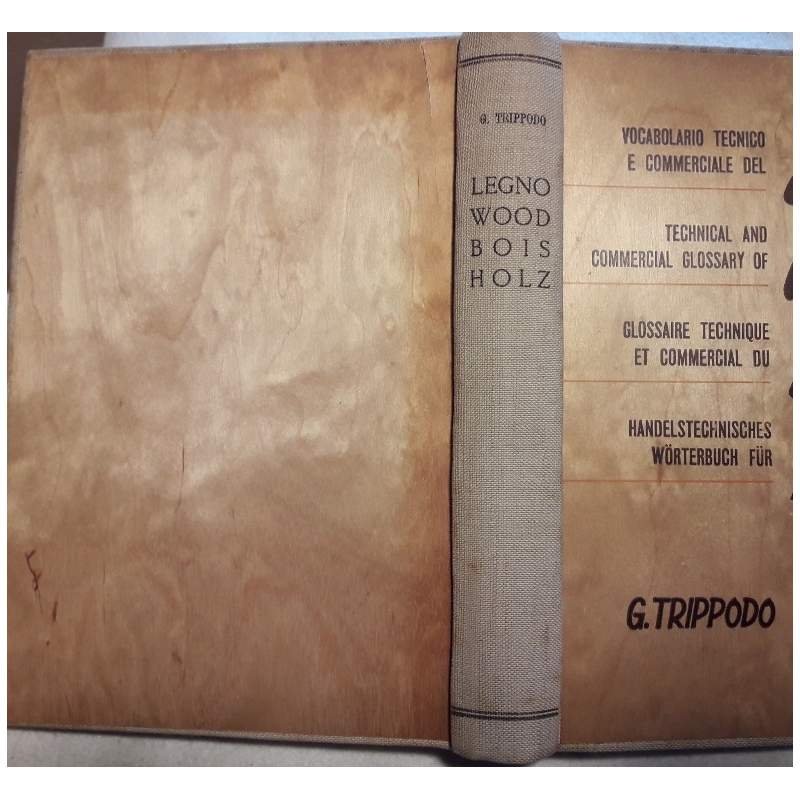 G. TRIPPODO
LEGNO
WOOD
BOIS
HOLZ
VOCABOLARIO TECNICO
E COMMERCIALE DEL
TECHNICAL AND
COMMERCIAL GLOSSARY OF
GLOSSAIRE TECHNIQUE
ET COMMERCIAL DU
HANDELSTECHNISCHES
WÖRTERBUCH FÜR
G. TRIPPODO